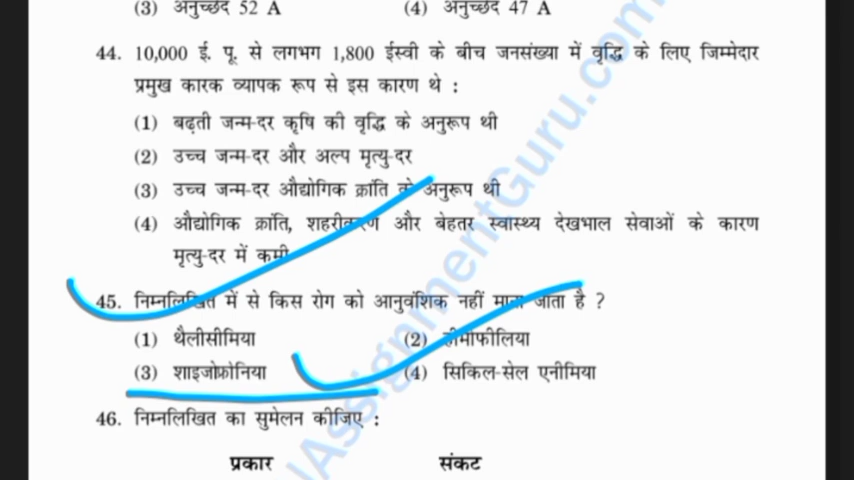 (3) अनुच्छेद 52 A (4) अनुच्छेद 47 A
44. 10,000 ई. पू. से लगभग 1,800 ईस्वी के बीच जनसंख्या में वृद्धि के लिए जिम्मेदार
प्रमुख कारक व्यापक रूप से इस कारण थे :
(1) बढ़ती जन्म-दर कृषि की वृद्धि के अनुरूप थी
(2) उच्च जन्म-दर और अल्प मृत्यु-दर
(3) उच्च जन्म-दर औद्योगिक क्रांति के अनुरूप थी
(4) औद्योगिक क्रांति, शहरीकरण और बेहतर स्वास्थ्य देखभाल सेवाओं के कारण
मृत्यु-दर में कमी
45. निम्नलिखित में से किस रोग को आनुवंशिक नहीं माना जाता है ?
(1) थैलीसीमिया (2) हीमोफीलिया
(3) शाइजोफ्रेनिया (4) सिकिल-सेल एनीमिया
46. निम्नलिखित का सुमेलन कीजिए :
प्रकार संकट
AssignmentGuru.com